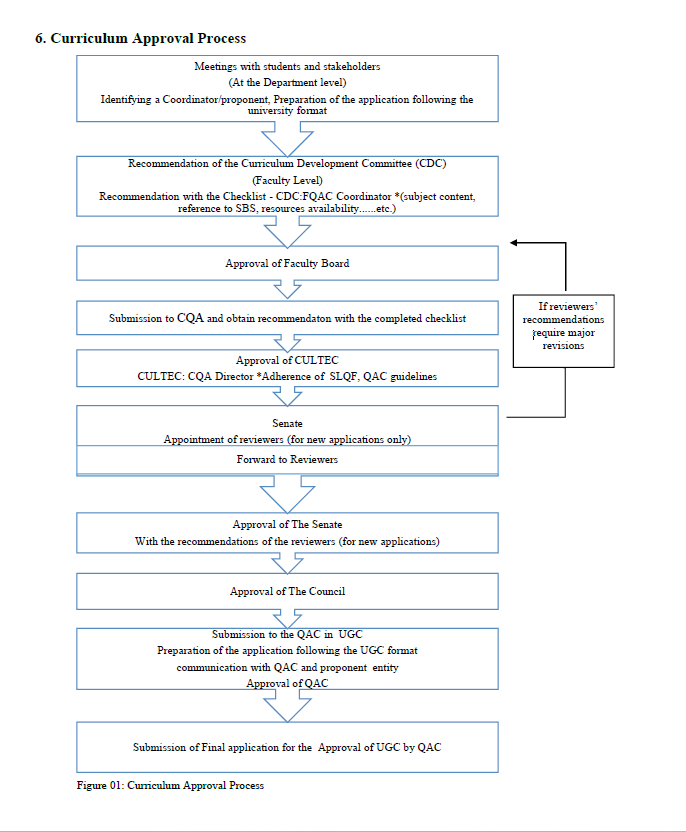 6. Curriculum Approval Process
Meetings with students and stakeholders
(At the Department level)
Identifying a Coordinator/proponent, Preparation of the application following the
university format
Recommendation of the Curriculum Development Committee (CDC)
(Faculty Level)
Recommendation with the Checklist - CDC:FQAC Coordinator *(subject content,
reference to SBS, resources availability......etc.)
Approval of Faculty Board
Submission to CQA and obtain recommendaton with the completed checklist
If reviewers'
recommendations
require major
revisions
Approval of CULTEC
CULTEC: CQA Director *Adherence of SLQF, QAC guidelines
Senate
Appointment of reviewers (for new applications only)
Forward to Reviewers
Approval of The Senate
With the recommendations of the reviewers (for new applications)
Approval of The Council
Submission to the QAC in UGC
Preparation of the application following the UGC format
communication with QAC and proponent entity
Approval of QAC
Submission of Final application for the Approval of UGC by QAC
Figure 01: Curriculum Approval Process